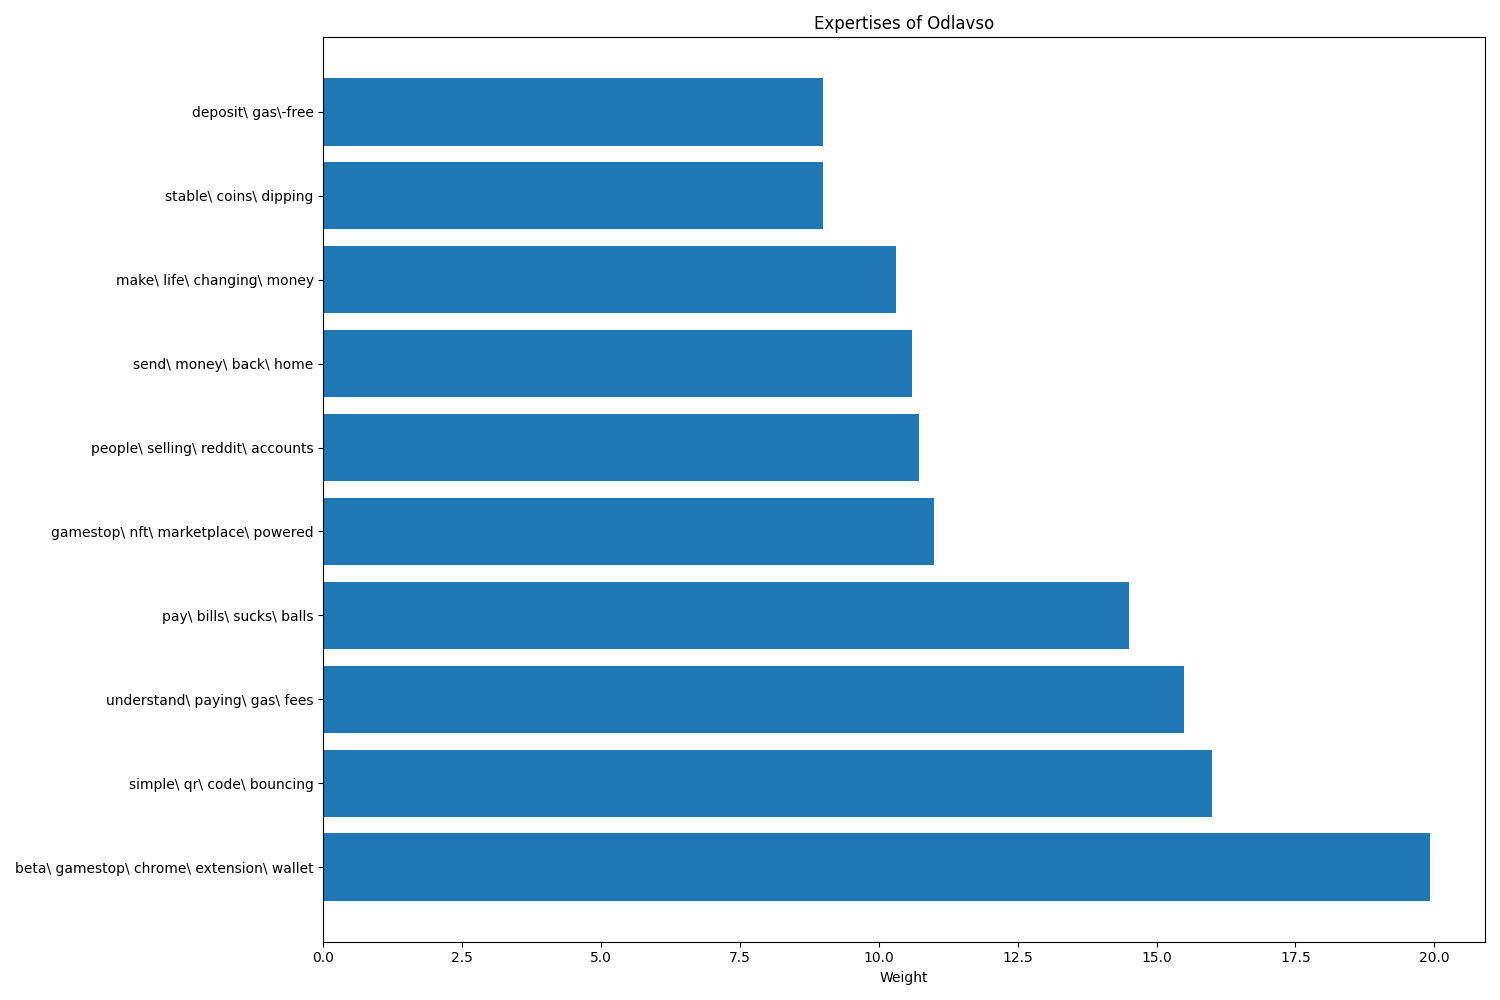 Expertises of Odlavso
deposit\ gas\-free
stable\ coins\ dipping
make\ life\ changing\ money
send\ money\ back\ home
people\ selling\ reddit\ accounts
gamestop\ nft\ marketplace\ powered
pay\ bills\ sucks\ balls
understand\ paying\ gas\ fees
simple\ qr\ code\ bouncing
beta\ gamestop\ chrome\ extension\ wallet
0.0 2.5 5.0 7.5 10.0 12.5 15.0 17.5 20.0
Weight